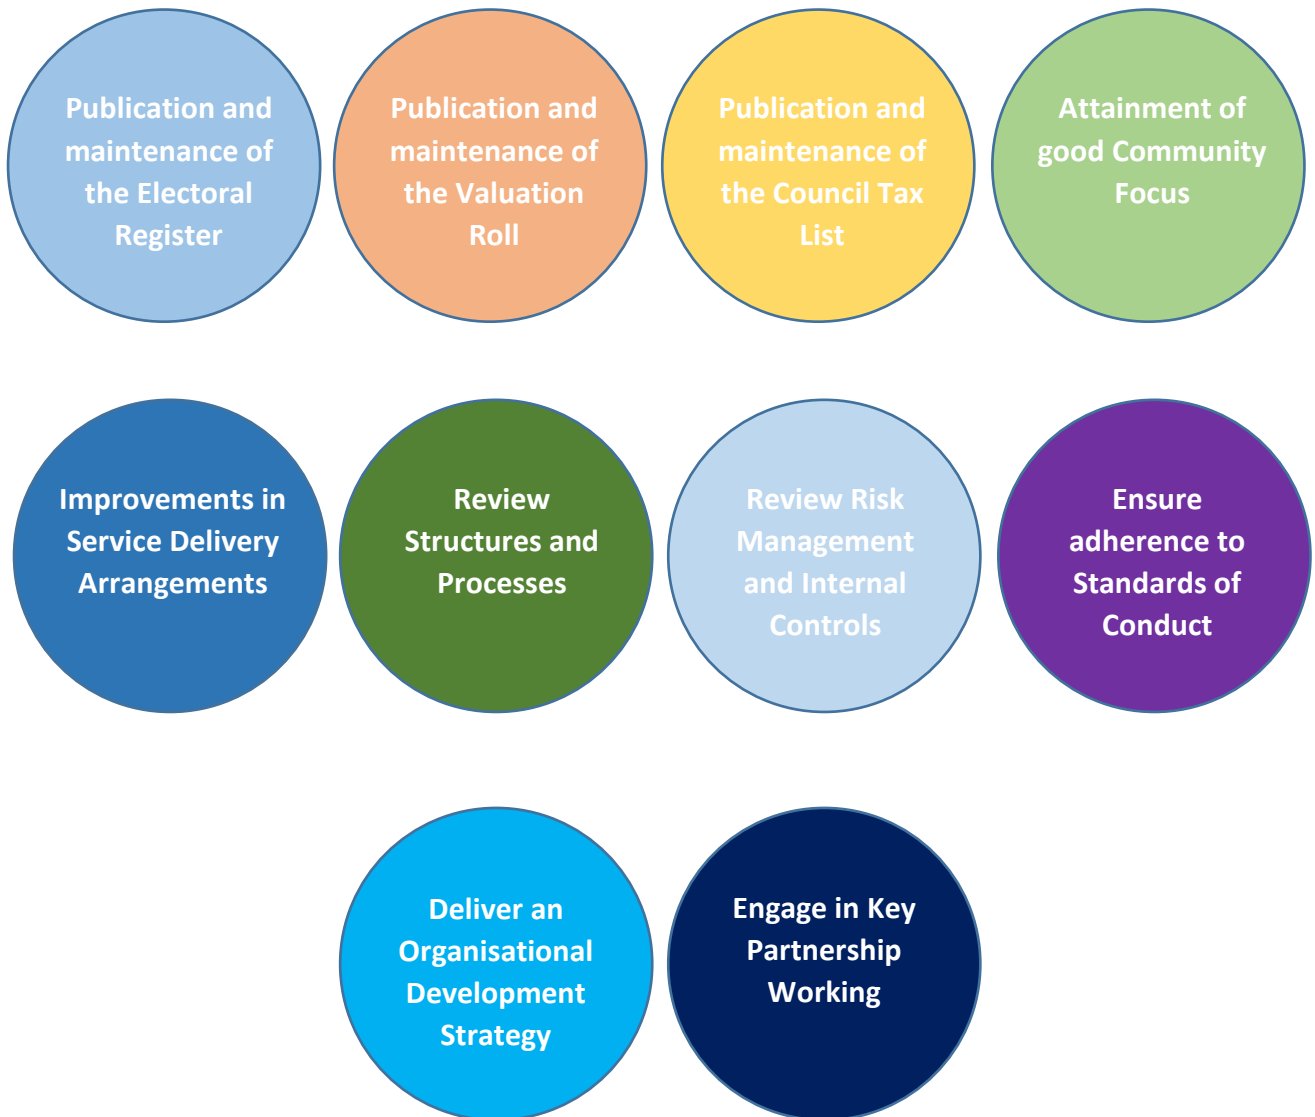 Publication and
maintenance of
the Electoral
Register
Publication and
maintenance of
the Valuation
Roll
Publication and
maintenance of
the Council Tax
List
Attainment of
good Community
Focus
Improvements in
Service Delivery
Arrangements
Review
Structures and
Processes
Review Risk
Management
and Internal
Controls
Ensure
adherence to
Standards of
Conduct
Deliver an
Organisational
Development
Strategy
Engage in Key
Partnership
Working